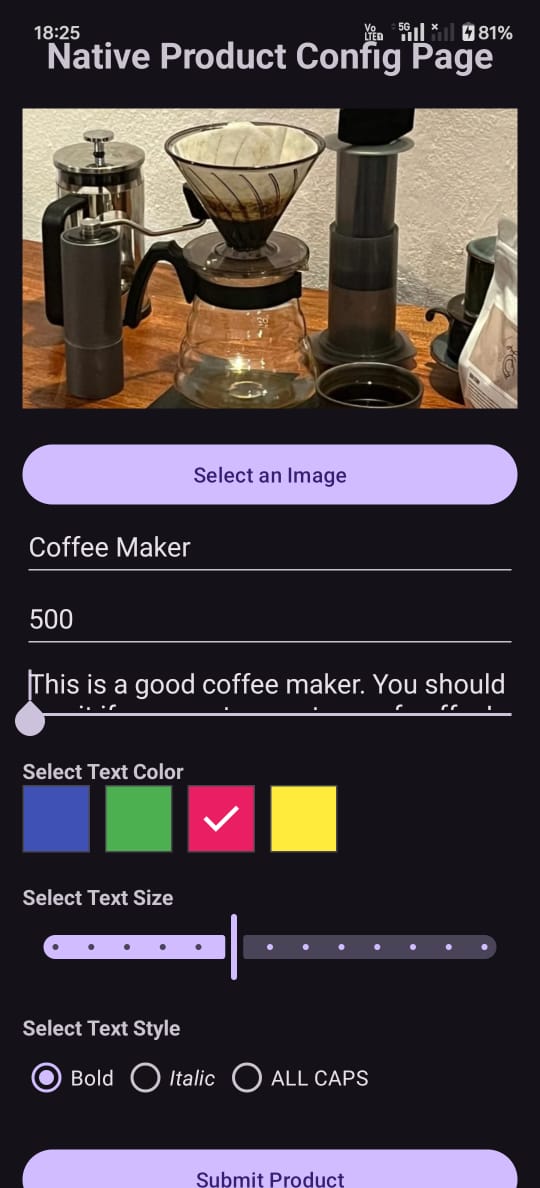 18:25
Vo LTE 5G 81%
Native Product Config Page
Select an Image
Coffee Maker
500
This is a good coffee maker. You should
Select Text Color
Select Text Size
Select Text Style
Bold Italic ALL CAPS
Submit Product